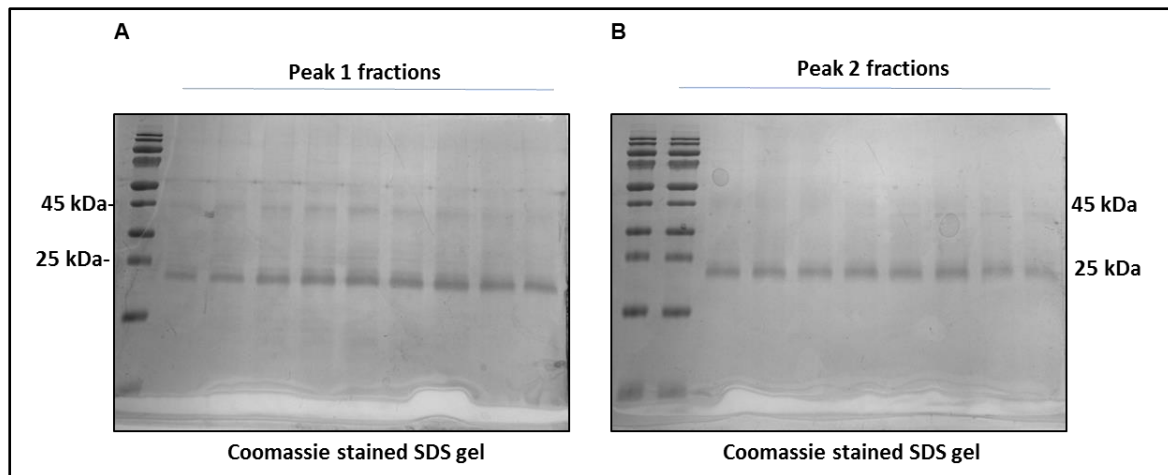 A
Peak 1 fractions
45 kDa-
25 kDa-
Coomassie stained SDS gel
B
Peak 2 fractions
45 kDa
25 kDa
Coomassie stained SDS gel